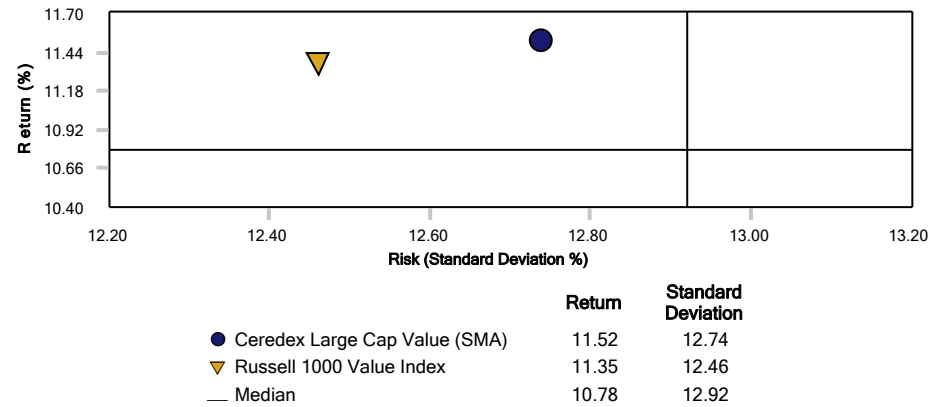 11.70
11.44
11.18
10.92
10.66
10.40
Return (%)
12.20 12.40 12.60 12.80 13.00 13.20
Risk (Standard Deviation %)
Return Standard Deviation
Ceredex Large Cap Value (SMA) 11.52 12.74
Russell 1000 Value Index 11.35 12.46
Median 10.78 12.92